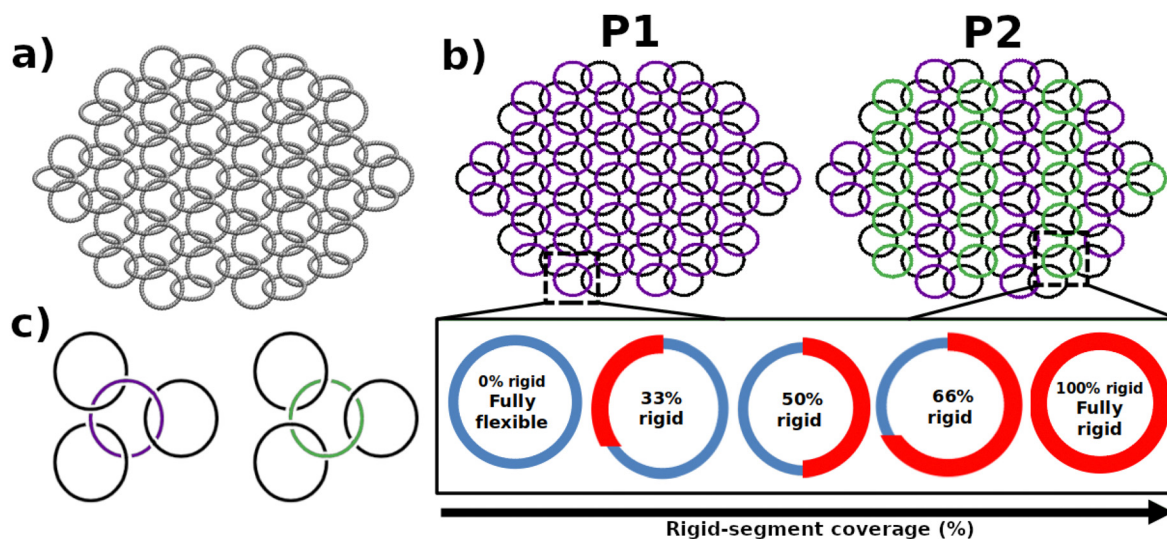 a)
b)
P1
P2
c)
0% rigid
Fully
flexible
33%
rigid
50%
rigid
66%
rigid
100% rigid
Fully
rigid
Rigid-segment coverage (%)